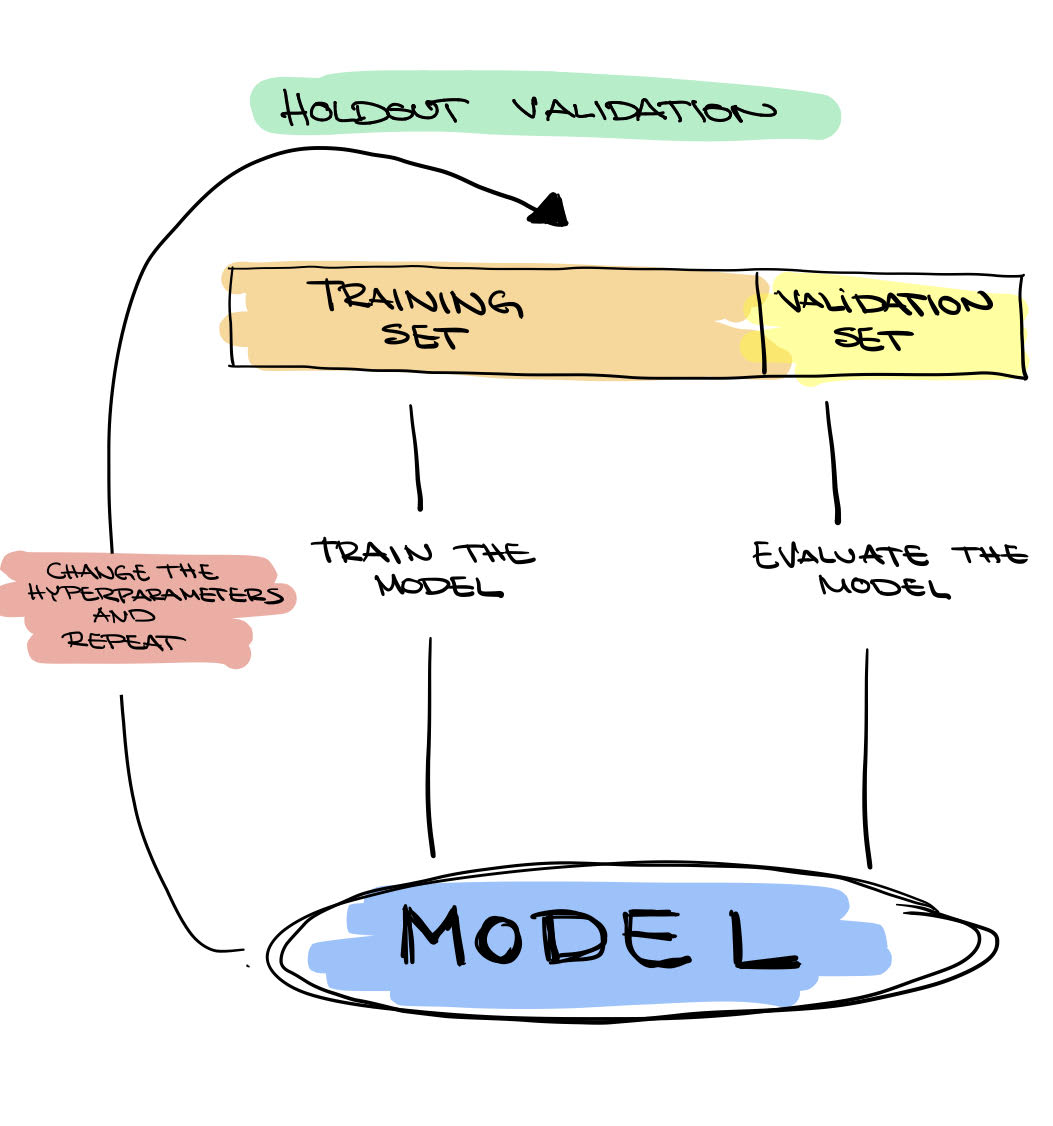 HOLDOUT VALIDATION
TRAINING
SET
VALiDATION
SET
TRAIN THE
MODEL
EVALUATE THE
MODEL
CHANGE THE
HYPERPARAMETERS
AND
REPEAT
MODEL